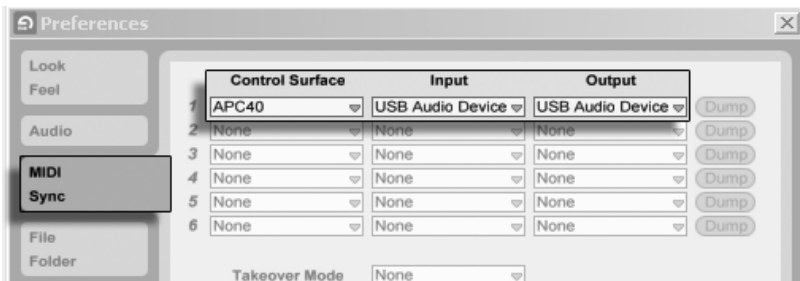 Preferences
Look
Feel
Audio
MIDI
Sync
File
Folder
Control Surface Input Output
1 APC40 USB Audio Device USB Audio Device Dump
2 None None None Dump
3 None None None Dump
4 None None None Dump
5 None None None Dump
6 None None None Dump
Takeover Mode None